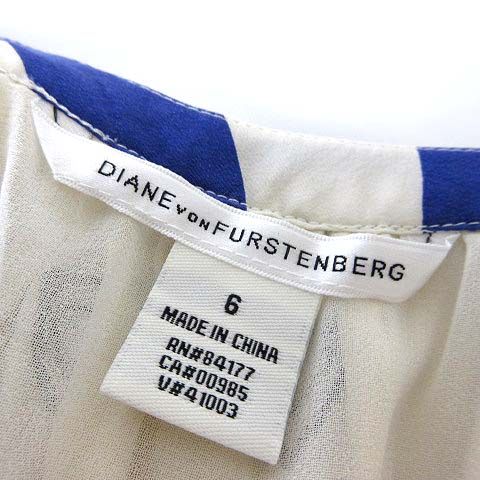 DIANE VON FURSTENBERG
6
MADE IN CHINA
RN#84177
CA#00985
V#41003